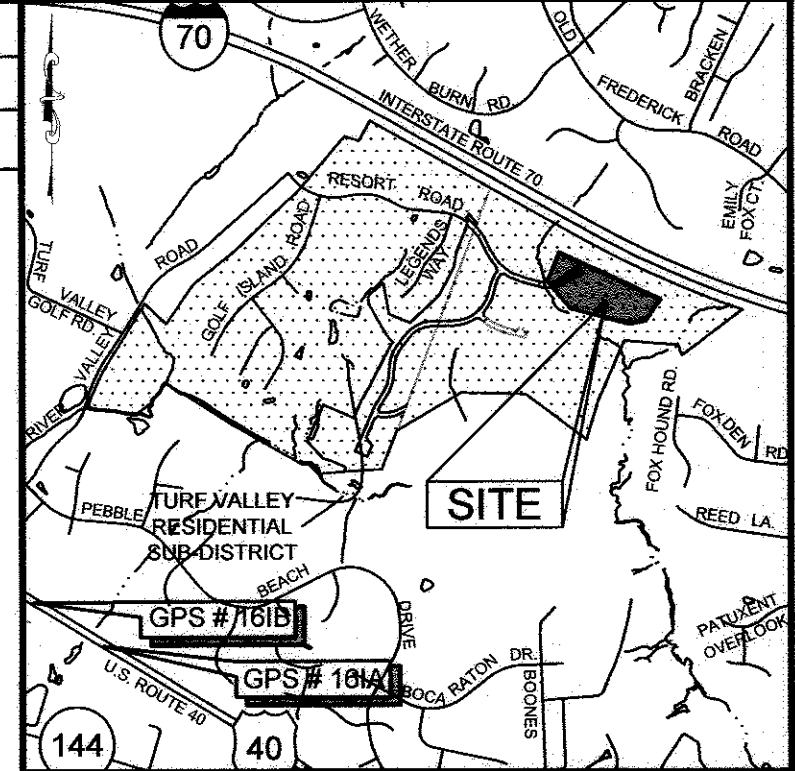 70
WETHER
BURN RD.
OLD
FREDERICK
ROAD
BRACKEN
INTERSTATE ROUTE 70
EMILY
FOX CT.
RESORT ROAD
ROAD
GOLF ISLAND ROAD
LEGENDS
WAY
TURF
VALLEY
GOLF RD.
VALLEY
RIVER
FOX HOUND RD.
FOXDEN RD
REED LA.
SITE
PEBBLE
BEACH
DRIVE
TURF VALLEY
RESIDENTIAL
SUB-DISTRICT
GPS # 16IB
GPS # 16IA
U.S. ROUTE 40
BOCA RATON DR.
BOONES
PATUXENT
OVERLOOK
144
40